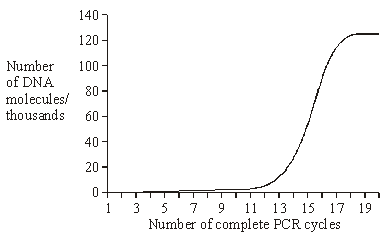 140
120
100
80
60
40
20
0
Number
of DNA
molecules/
thousands
1 3 5 7 9 11 13 15 17 19
Number of complete PCR cycles